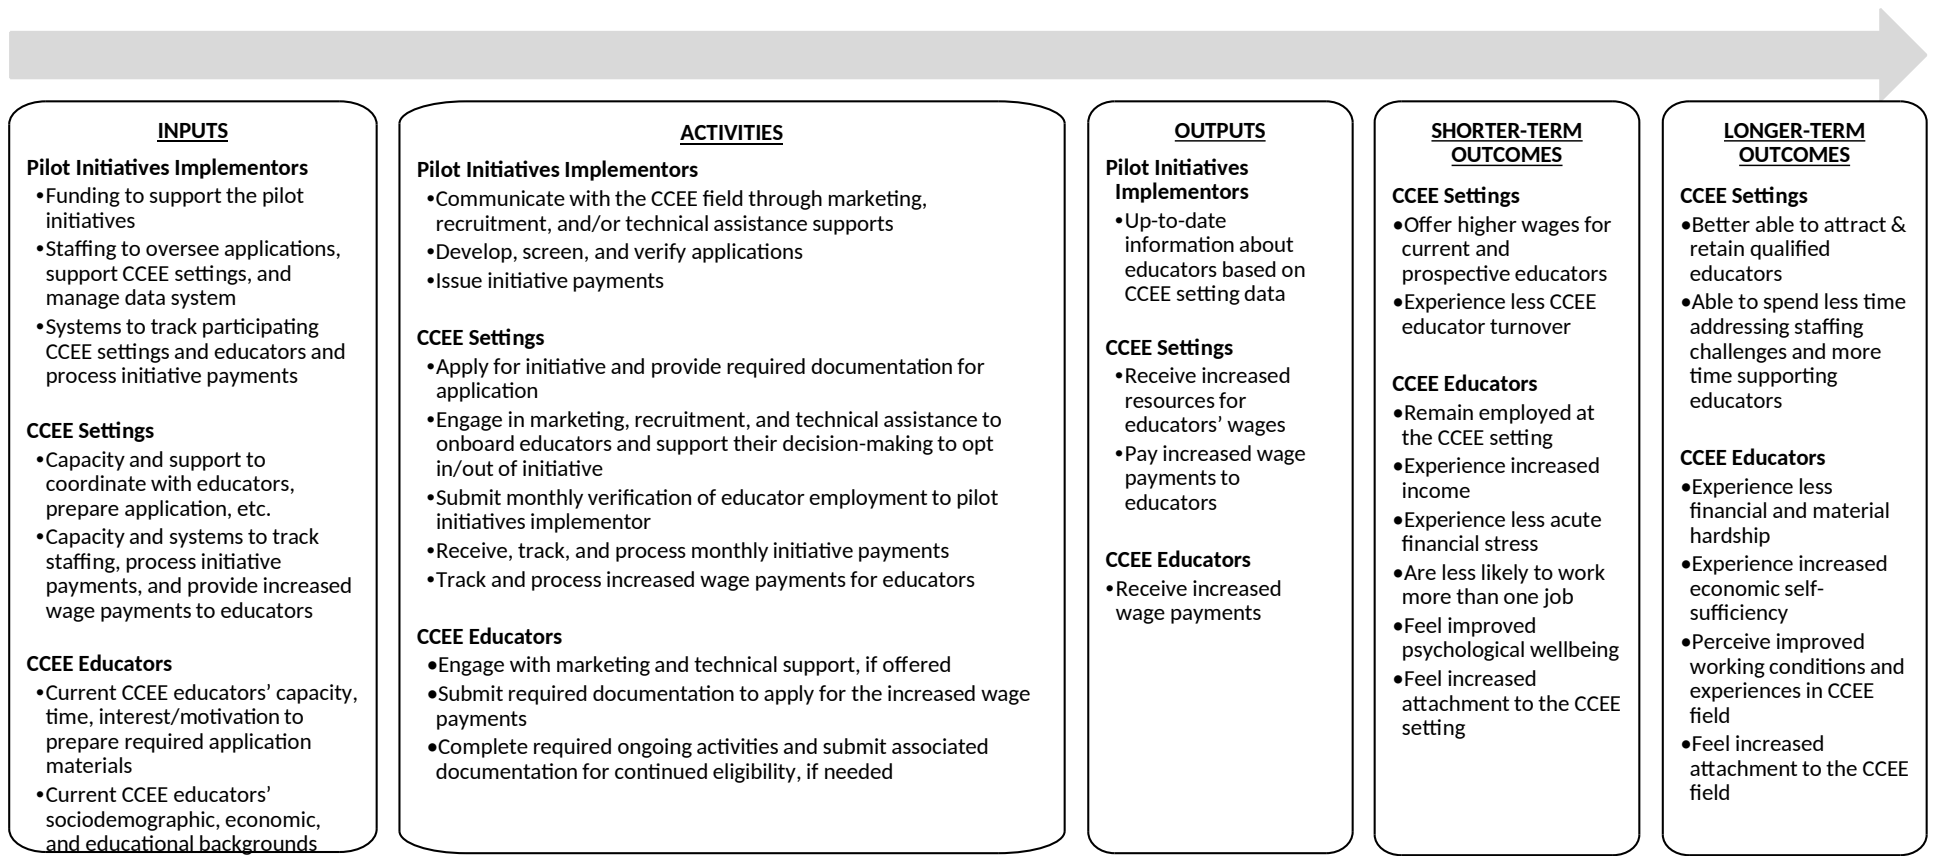 INPUTS
Pilot Initiatives Implementors
•Funding to support the pilot
initiatives
•Staffing to oversee applications,
support CCEE settings, and
manage data system
•Systems to track participating
CCEE settings and educators and
process initiative payments
CCEE Settings
•Capacity and support to
coordinate with educators,
prepare application, etc.
•Capacity and systems to track
staffing, process initiative
payments, and provide increased
wage payments to educators
CCEE Educators
•Current CCEE educators’ capacity,
time, interest/motivation to
prepare required application
materials
•Current CCEE educators’
sociodemographic, economic,
and educational backgrounds
ACTIVITIES
Pilot Initiatives Implementors
•Communicate with the CCEE field through marketing,
recruitment, and/or technical assistance supports
•Develop, screen, and verify applications
•Issue initiative payments
CCEE Settings
•Apply for initiative and provide required documentation for
application
•Engage in marketing, recruitment, and technical assistance to
onboard educators and support their decision-making to opt
in/out of initiative
•Submit monthly verification of educator employment to pilot
initiatives implementor
•Receive, track, and process monthly initiative payments
•Track and process increased wage payments for educators
CCEE Educators
•Engage with marketing and technical support, if offered
•Submit required documentation to apply for the increased wage
payments
•Complete required ongoing activities and submit associated
documentation for continued eligibility, if needed
OUTPUTS
Pilot Initiatives
Implementors
•Up-to-date
information about
educators based on
CCEE setting data
CCEE Settings
•Receive increased
resources for
educators’ wages
•Pay increased wage
payments to
educators
CCEE Educators
•Receive increased
wage payments
SHORTER-TERM
OUTCOMES
CCEE Settings
•Offer higher wages for
current and
prospective educators
•Experience less CCEE
educator turnover
CCEE Educators
•Remain employed at
the CCEE setting
•Experience increased
income
•Experience less acute
financial stress
•Are less likely to work
more than one job
•Feel improved
psychological wellbeing
•Feel increased
attachment to the CCEE
setting
LONGER-TERM
OUTCOMES
CCEE Settings
•Better able to attract &
retain qualified
educators
•Able to spend less time
addressing staffing
challenges and more
time supporting
educators
CCEE Educators
•Experience less
financial and material
hardship
•Experience increased
economic self-
sufficiency
•Perceive improved
working conditions and
experiences in CCEE
field
•Feel increased
attachment to the CCEE
field